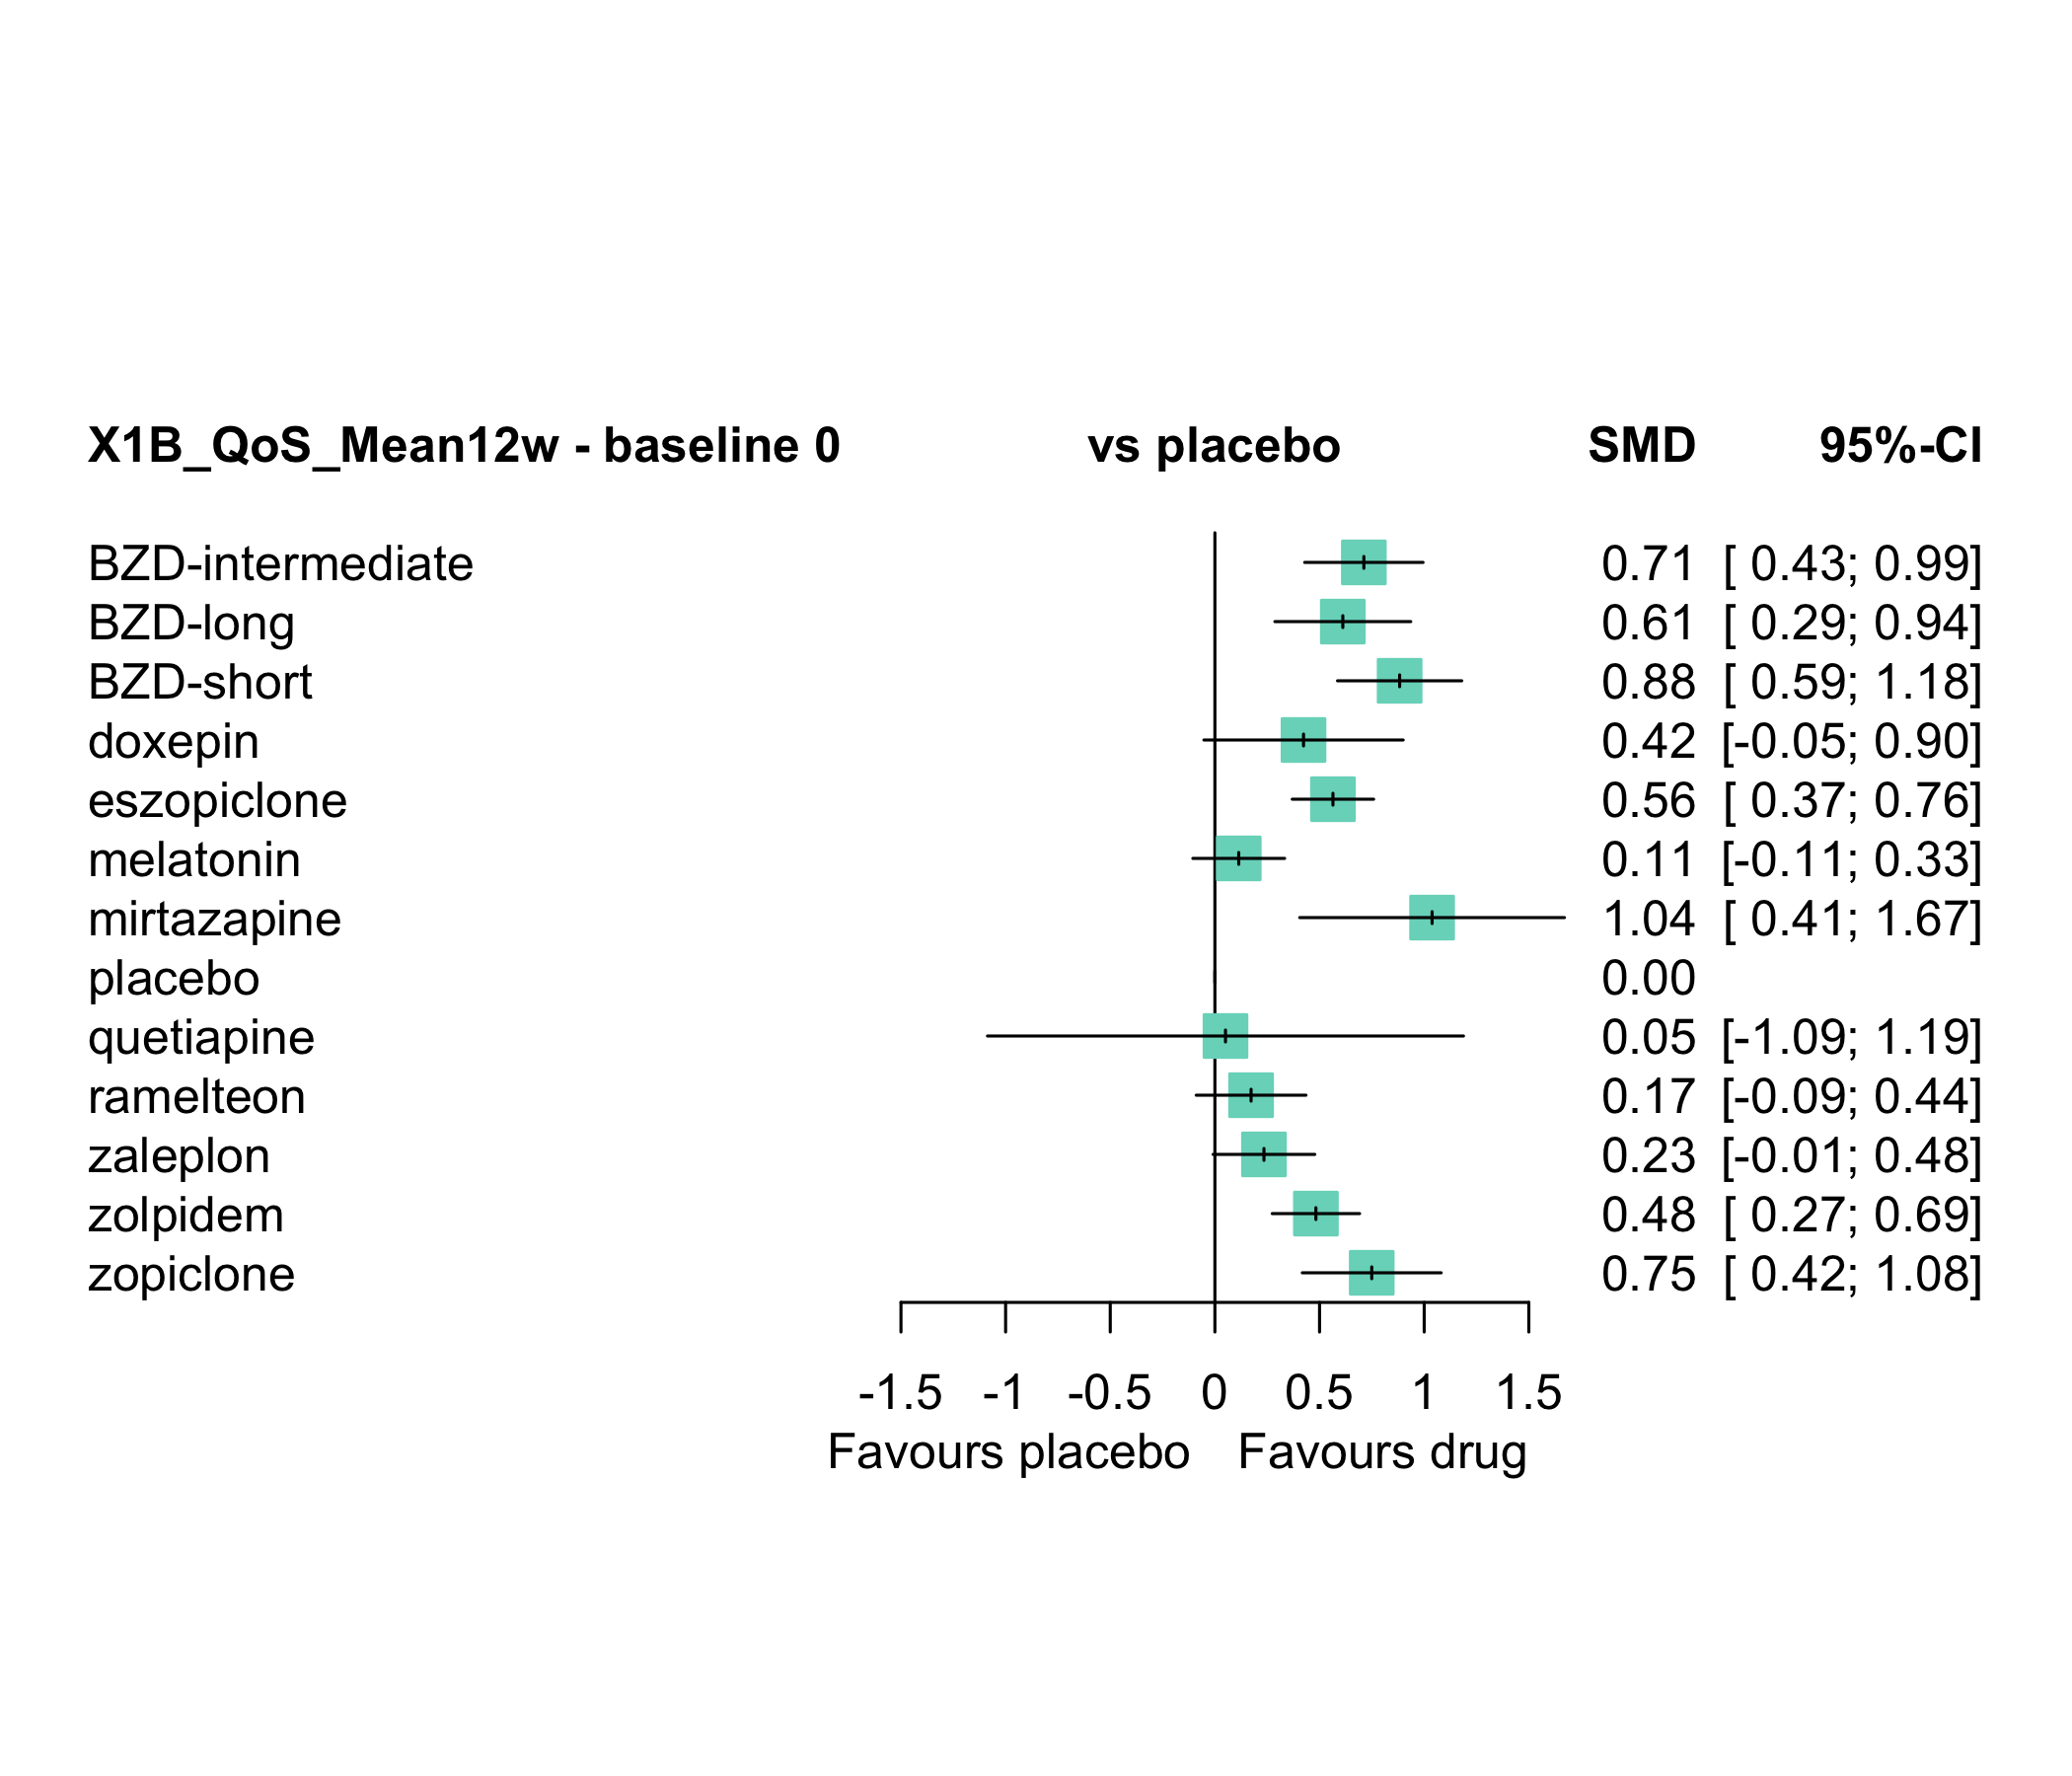 X1B_QoS_Mean12w - baseline 0 vs placebo SMD 95%-CI
BZD-intermediate 0.71 [ 0.43; 0.99]
BZD-long 0.61 [ 0.29; 0.94]
BZD-short 0.88 [ 0.59; 1.18]
doxepin 0.42 [-0.05; 0.90]
eszopiclone 0.56 [ 0.37; 0.76]
melatonin 0.11 [-0.11; 0.33]
mirtazapine 1.04 [ 0.41; 1.67]
placebo 0.00
quetiapine 0.05 [-1.09; 1.19]
ramelteon 0.17 [-0.09; 0.44]
zaleplon 0.23 [-0.01; 0.48]
zolpidem 0.48 [ 0.27; 0.69]
zopiclone 0.75 [ 0.42; 1.08]
-1.5 -1 -0.5 0 0.5 1 1.5
Favours placebo Favours drug